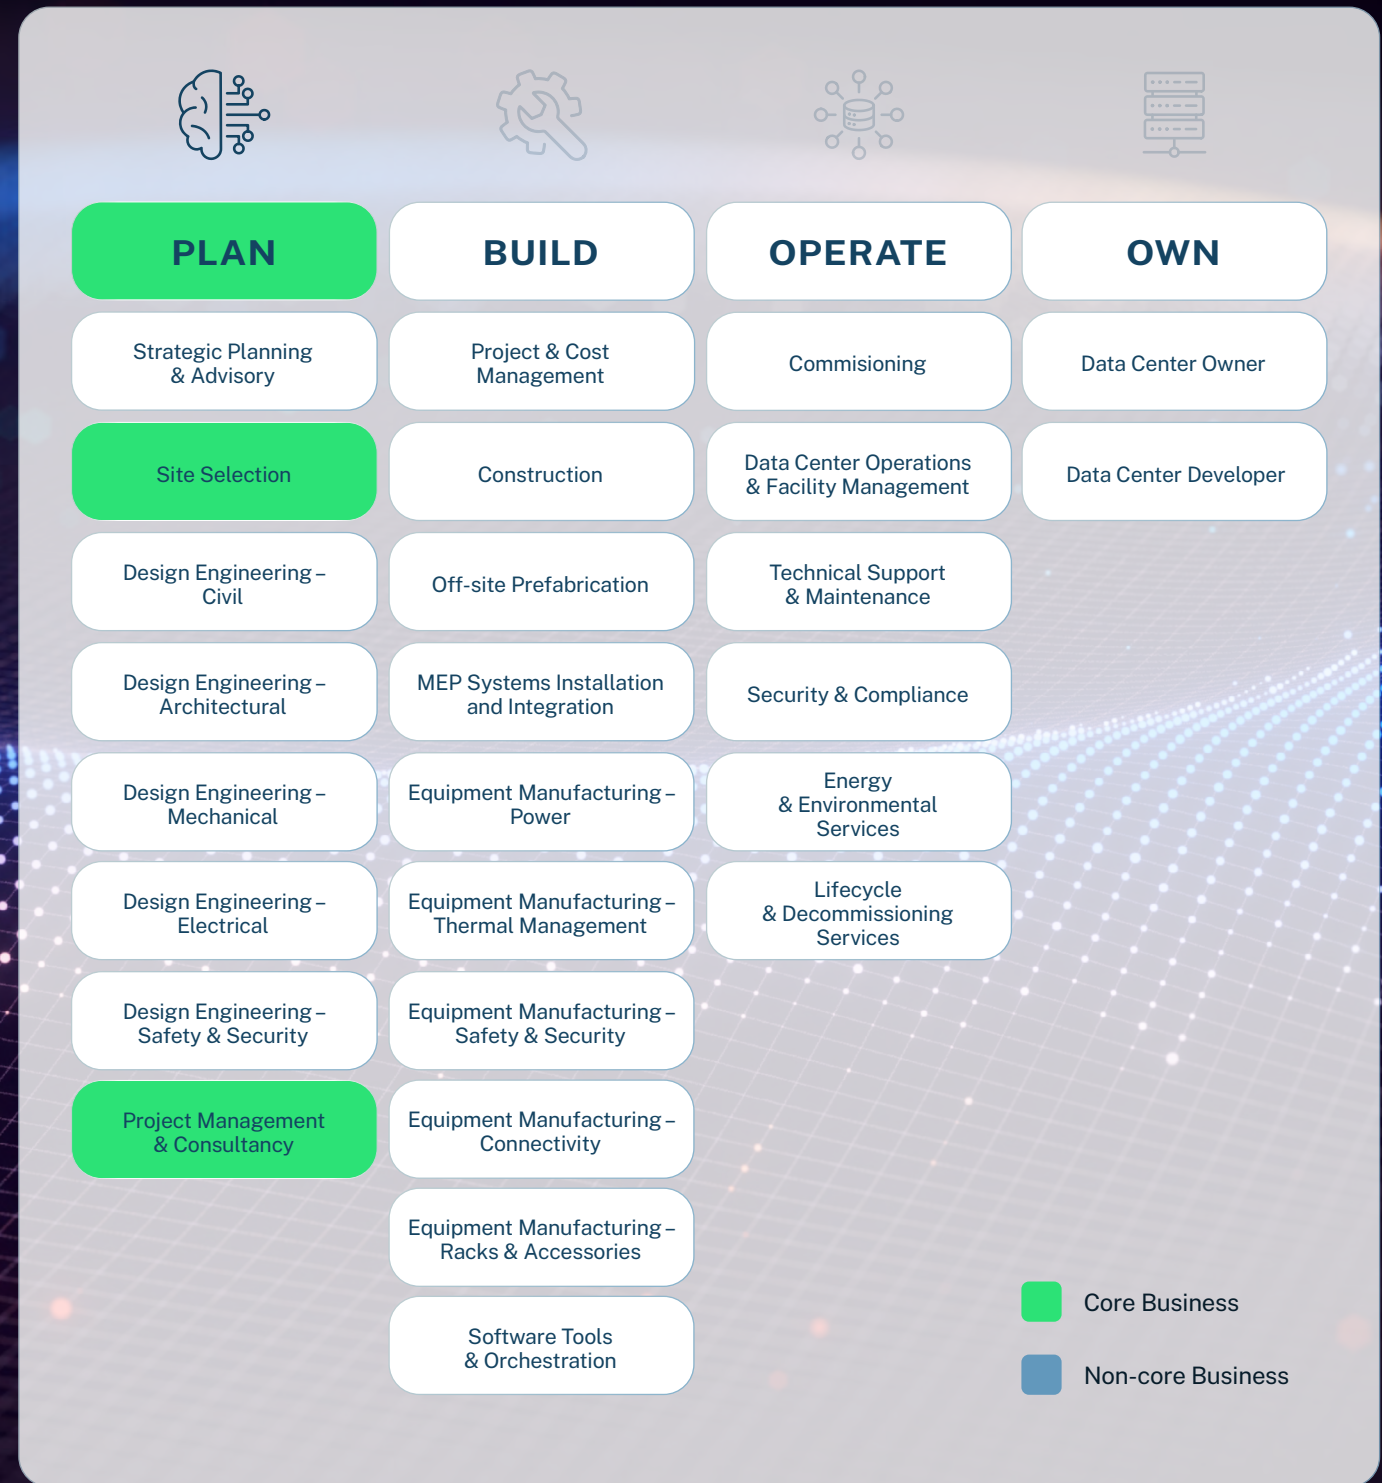 PLAN
BUILD
OPERATE
OWN
Strategic Planning
& Advisory
Project & Cost
Management
Commisioning
Data Center Owner
Site Selection
Construction
Data Center Operations
& Facility Management
Data Center Developer
Design Engineering –
Civil
Off-site Prefabrication
Technical Support
& Maintenance
Design Engineering –
Architectural
MEP Systems Installation
and Integration
Security & Compliance
Design Engineering –
Mechanical
Equipment Manufacturing –
Power
Energy
& Environmental
Services
Design Engineering –
Electrical
Equipment Manufacturing –
Thermal Management
Lifecycle
& Decommissioning
Services
Design Engineering –
Safety & Security
Equipment Manufacturing –
Safety & Security
Project Management
& Consultancy
Equipment Manufacturing –
Connectivity
Equipment Manufacturing –
Racks & Accessories
Software Tools
& Orchestration
Core Business
Non-core Business